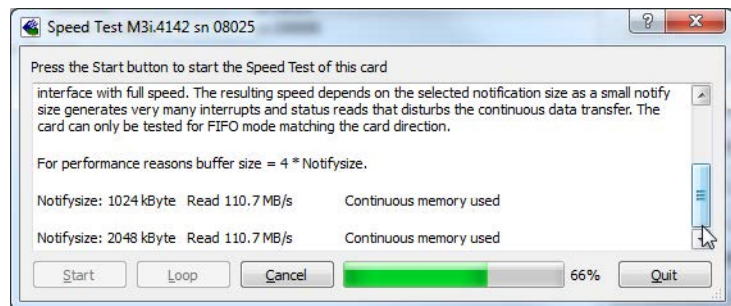 Speed Test M3i.4142 sn 08025
Press the Start button to start the Speed Test of this card
interface with full speed. The resulting speed depends on the selected notification size as a small notify
size generates very many interrupts and status reads that disturbs the continuous data transfer. The
card can only be tested for FIFO mode matching the card direction.
For performance reasons buffer size = 4 * Notifysize.
Notifysize: 1024 kByte Read 110.7 MB/s Continuous memory used
Notifysize: 2048 kByte Read 110.7 MB/s Continuous memory used
Start Loop Cancel 66% Quit